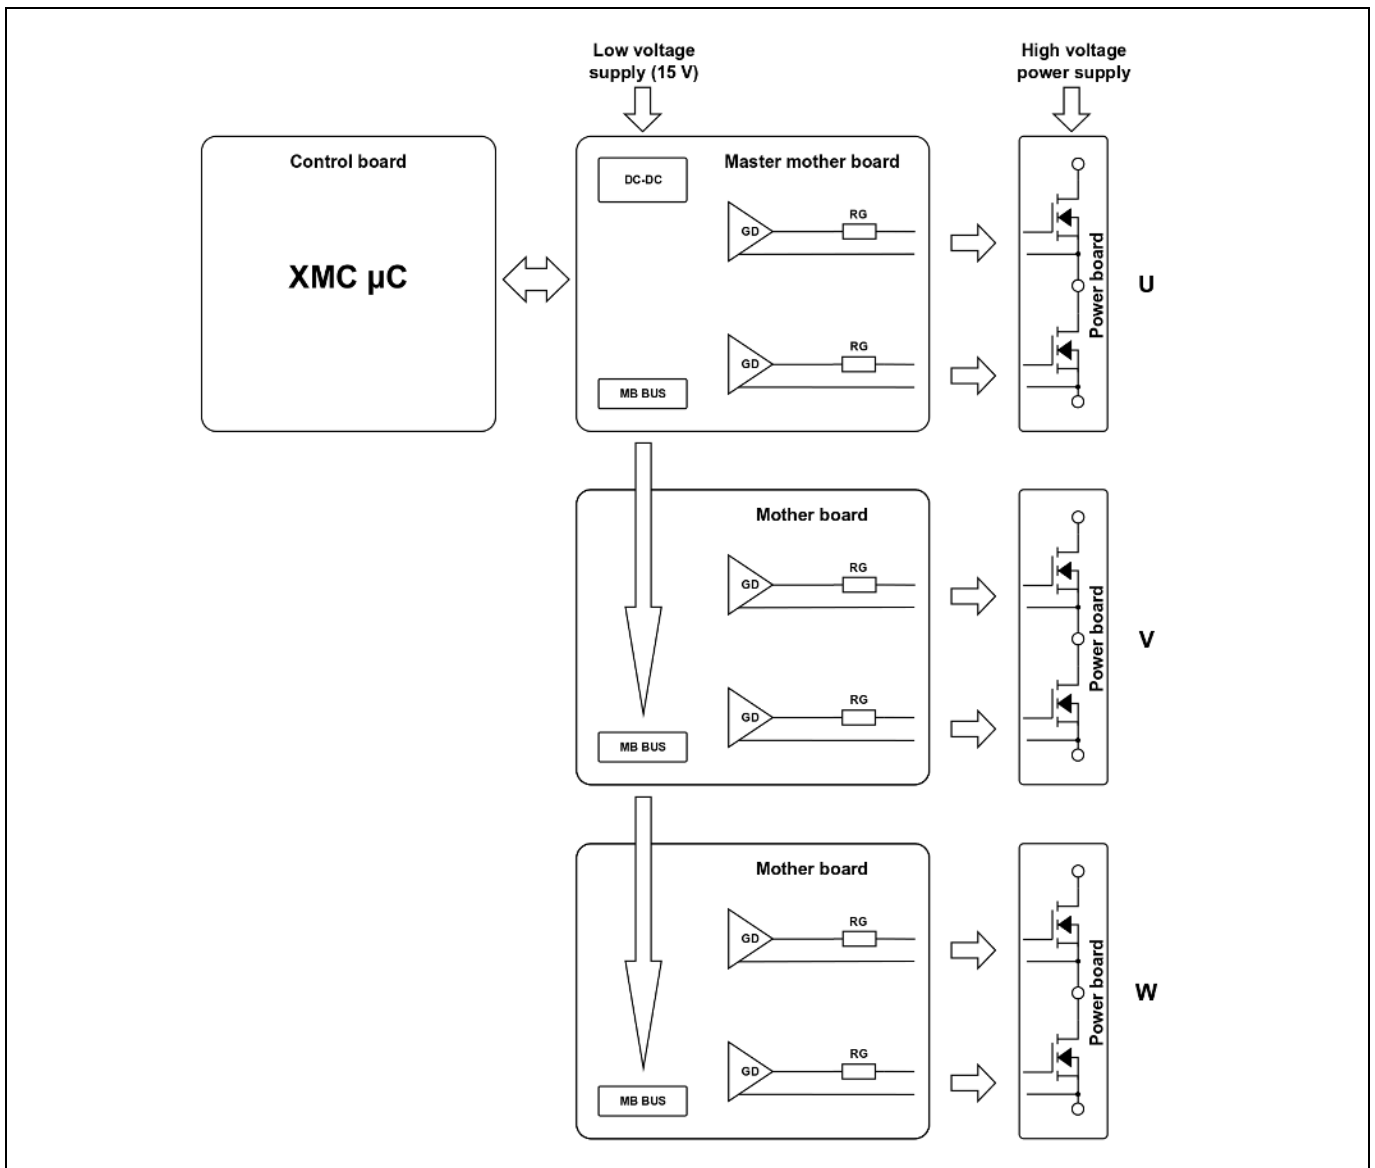 Low voltage
supply (15 V)
High voltage
power supply
Control board
XMC µC
Master mother board
DC-DC
GD
RG
GD
RG
MB BUS
Power board
U
Mother board
GD
RG
GD
RG
MB BUS
Power board
V
Mother board
GD
RG
GD
RG
MB BUS
Power board
W